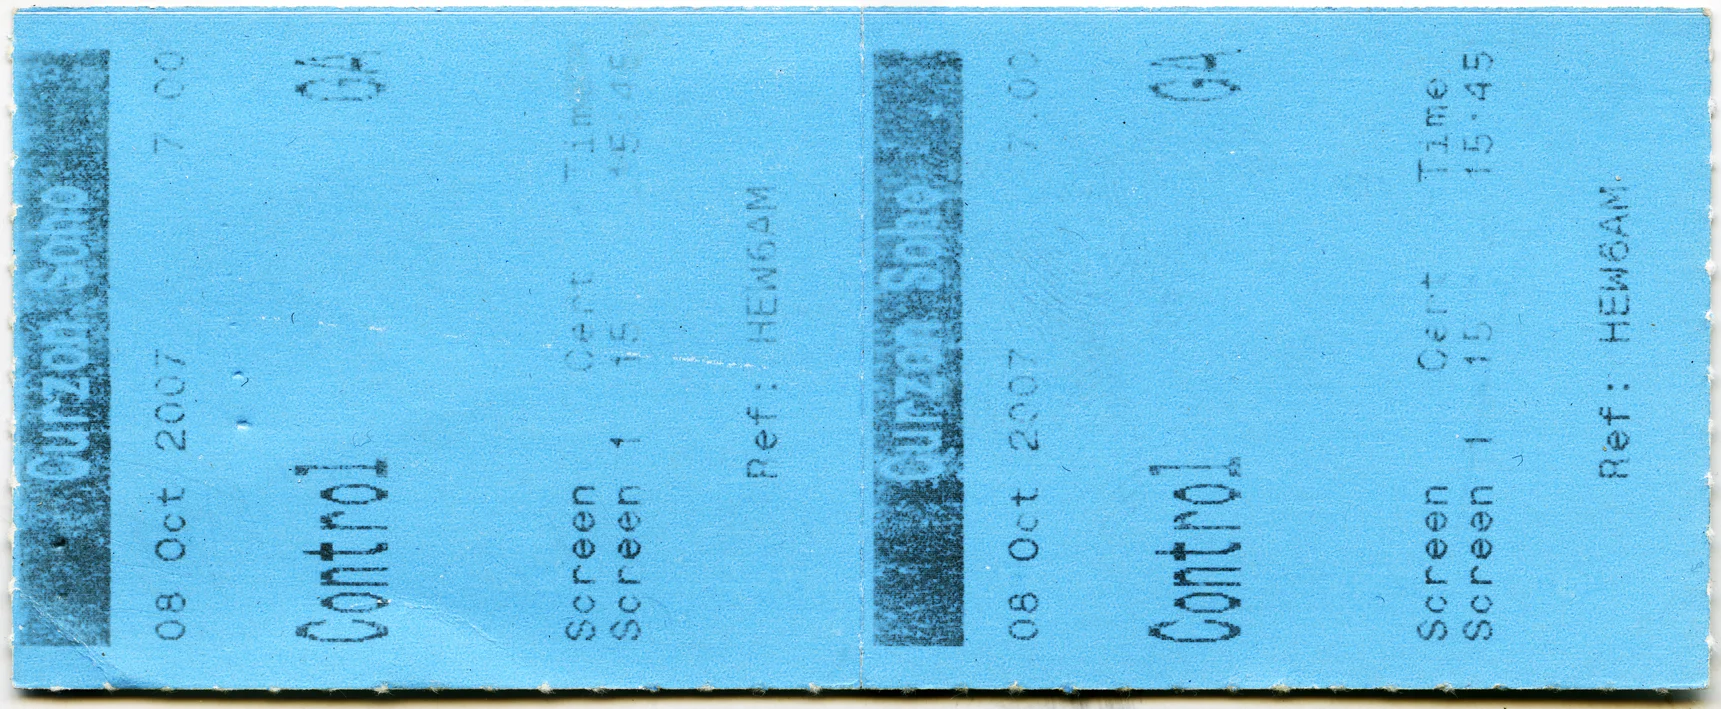 Curzon Soho
08 Oct 2007 7.00
Control GA
Screen Cert Time
Screen 1 15 15:45
Ref: HEW6AM
Curzon Soho
08 Oct 2007 7.00
Control GA
Screen Cert Time
Screen 1 15 15:45
Ref: HEW6AM